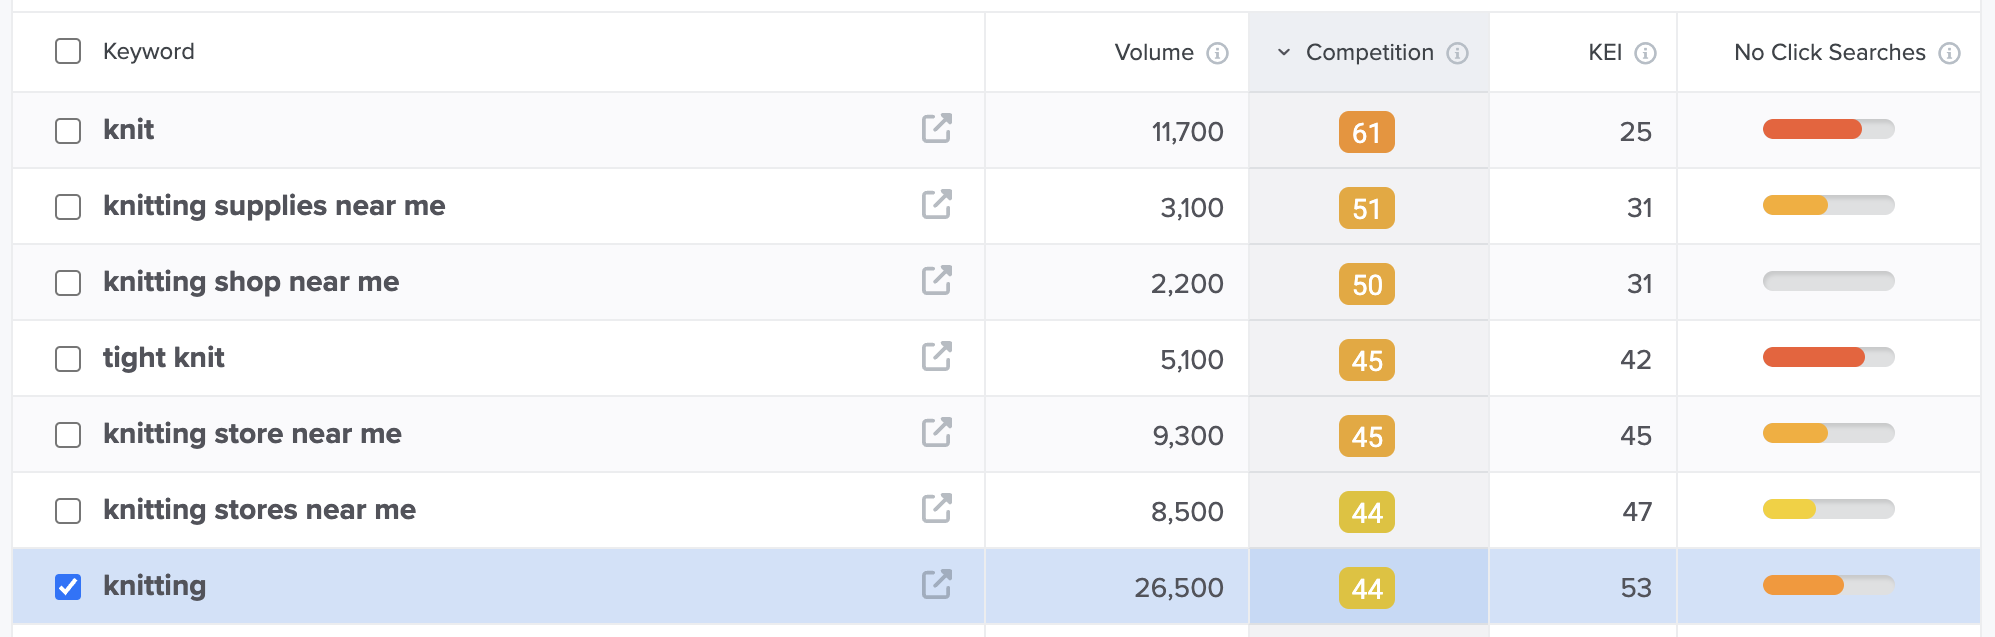 Keyword Volume Competition KEI No Click Searches
knit 11,700 61 25
knitting supplies near me 3,100 51 31
knitting shop near me 2,200 50 31
tight knit 5,100 45 42
knitting store near me 9,300 45 45
knitting stores near me 8,500 44 47
knitting 26,500 44 53